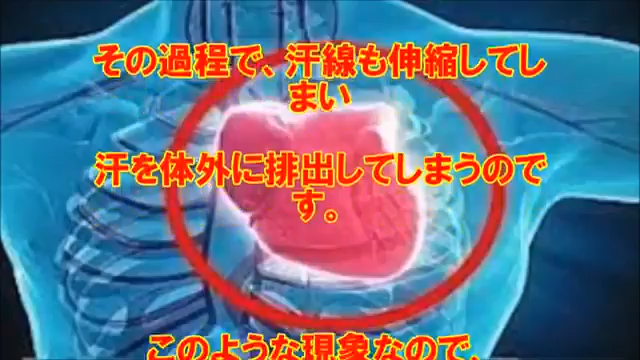 その過程で、汗線も伸縮してし
まい
汗を体外に排出してしまうので
す。
このような現象なので、